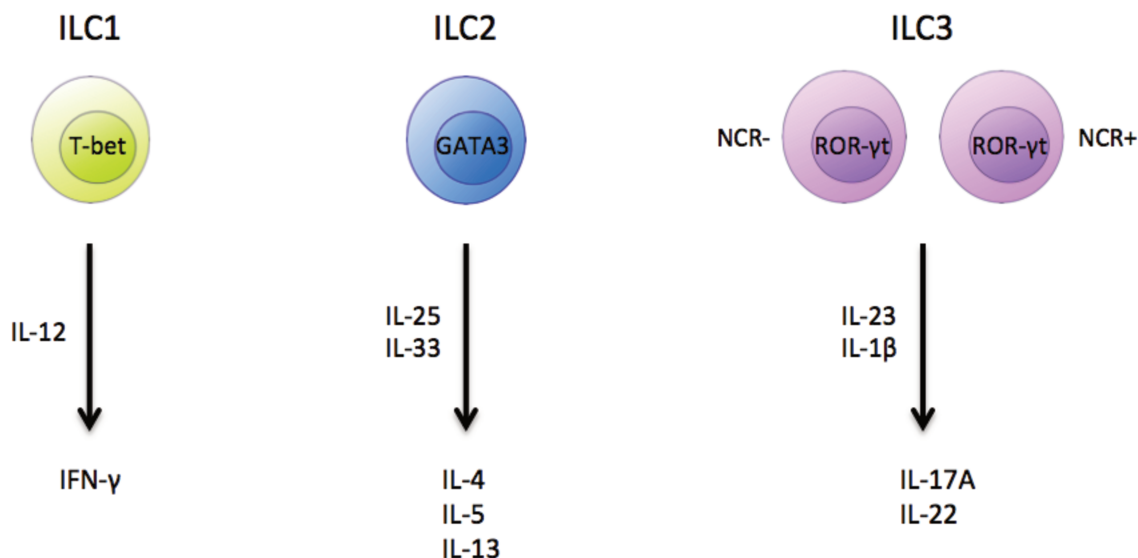 ILC1
ILC2
ILC3
T-bet
GATA3
NCR-
ROR-γt
ROR-γt
NCR+
IL-12
IL-25
IL-33
IL-23
IL-1β
IFN-γ
IL-4
IL-5
IL-13
IL-17A
IL-22